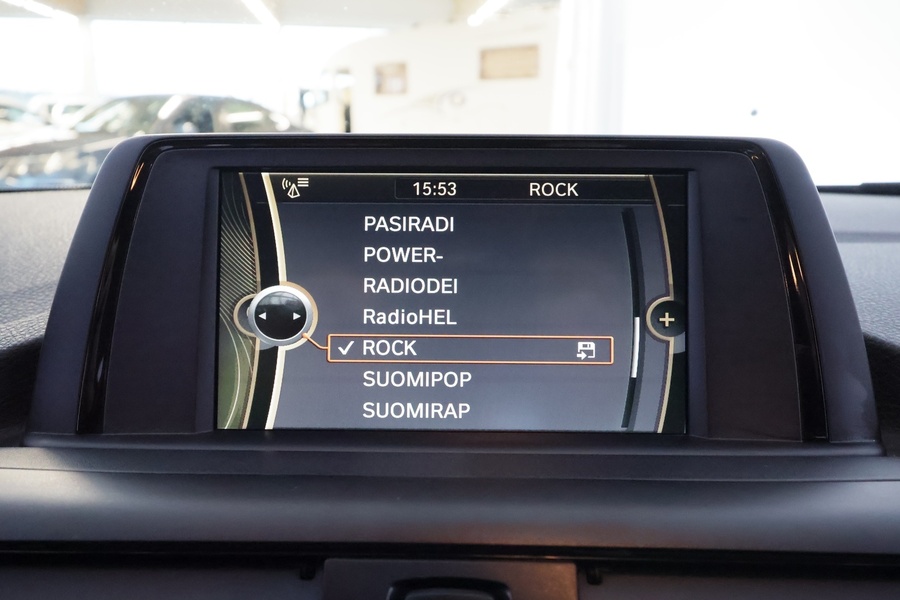 15:53 ROCK
PASIRADI
POWER-
RADIODEI
RadioHEL
ROCK
SUOMIPOP
SUOMIRAP